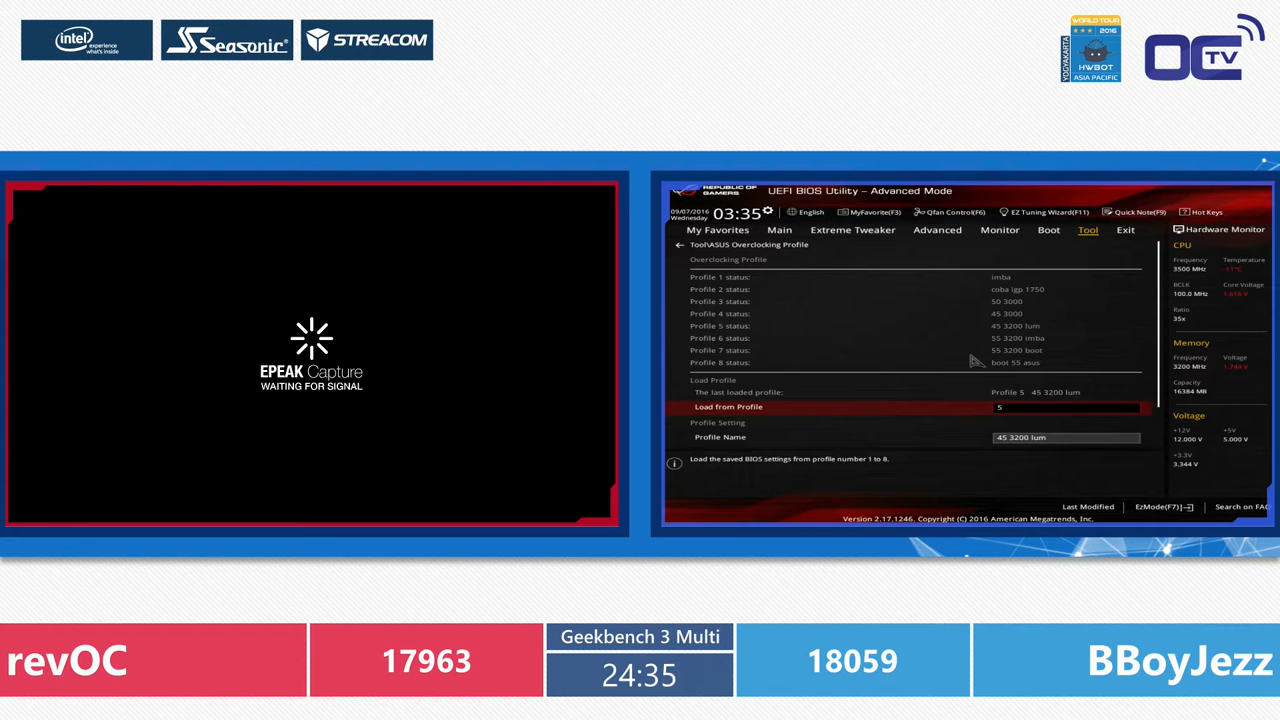 intel experience what's inside
Seasonic
STREACOM
WORLD TOUR
2016
YOGYAKARTA
HWBOT
ASIA PACIFIC
OCTV
EPEAK Capture
WAITING FOR SIGNAL
REPUBLIC OF
GAMERS
UEFI BIOS Utility – Advanced Mode
09/07/2016
Wednesday
03:35
English
MyFavorite(F3)
Qfan Control(F6)
EZ Tuning Wizard(F11)
Quick Note(F9)
Hot Keys
My Favorites Main Extreme Tweaker Advanced Monitor Boot Tool Exit
Tool\ASUS Overclocking Profile
Overclocking Profile
Profile 1 status: imba
Profile 2 status: coba igp 1750
Profile 3 status: 50 3000
Profile 4 status: 45 3000
Profile 5 status: 45 3200 lum
Profile 6 status: 55 3200 imba
Profile 7 status: 55 3200 boot
Profile 8 status: boot 55 asus
Load Profile
The last loaded profile: Profile 5 45 3200 lum
Load from Profile 5
Profile Setting
Profile Name 45 3200 lum
Load the saved BIOS settings from profile number 1 to 8.
Hardware Monitor
CPU
Frequency Temperature
3500 MHz -11°C
BCLK Core Voltage
100.0 MHz 1.616 V
Ratio
35x
Memory
Frequency Voltage
3200 MHz 1.744 V
Capacity
16384 MB
Voltage
+12V +5V
12.000 V 5.000 V
+3.3V
3.344 V
Last Modified
EzMode(F7)
Search on FAQ
Version 2.17.1246. Copyright (C) 2016 American Megatrends, Inc.
revOC
17963
Geekbench 3 Multi
24:35
18059
BBoyJezz